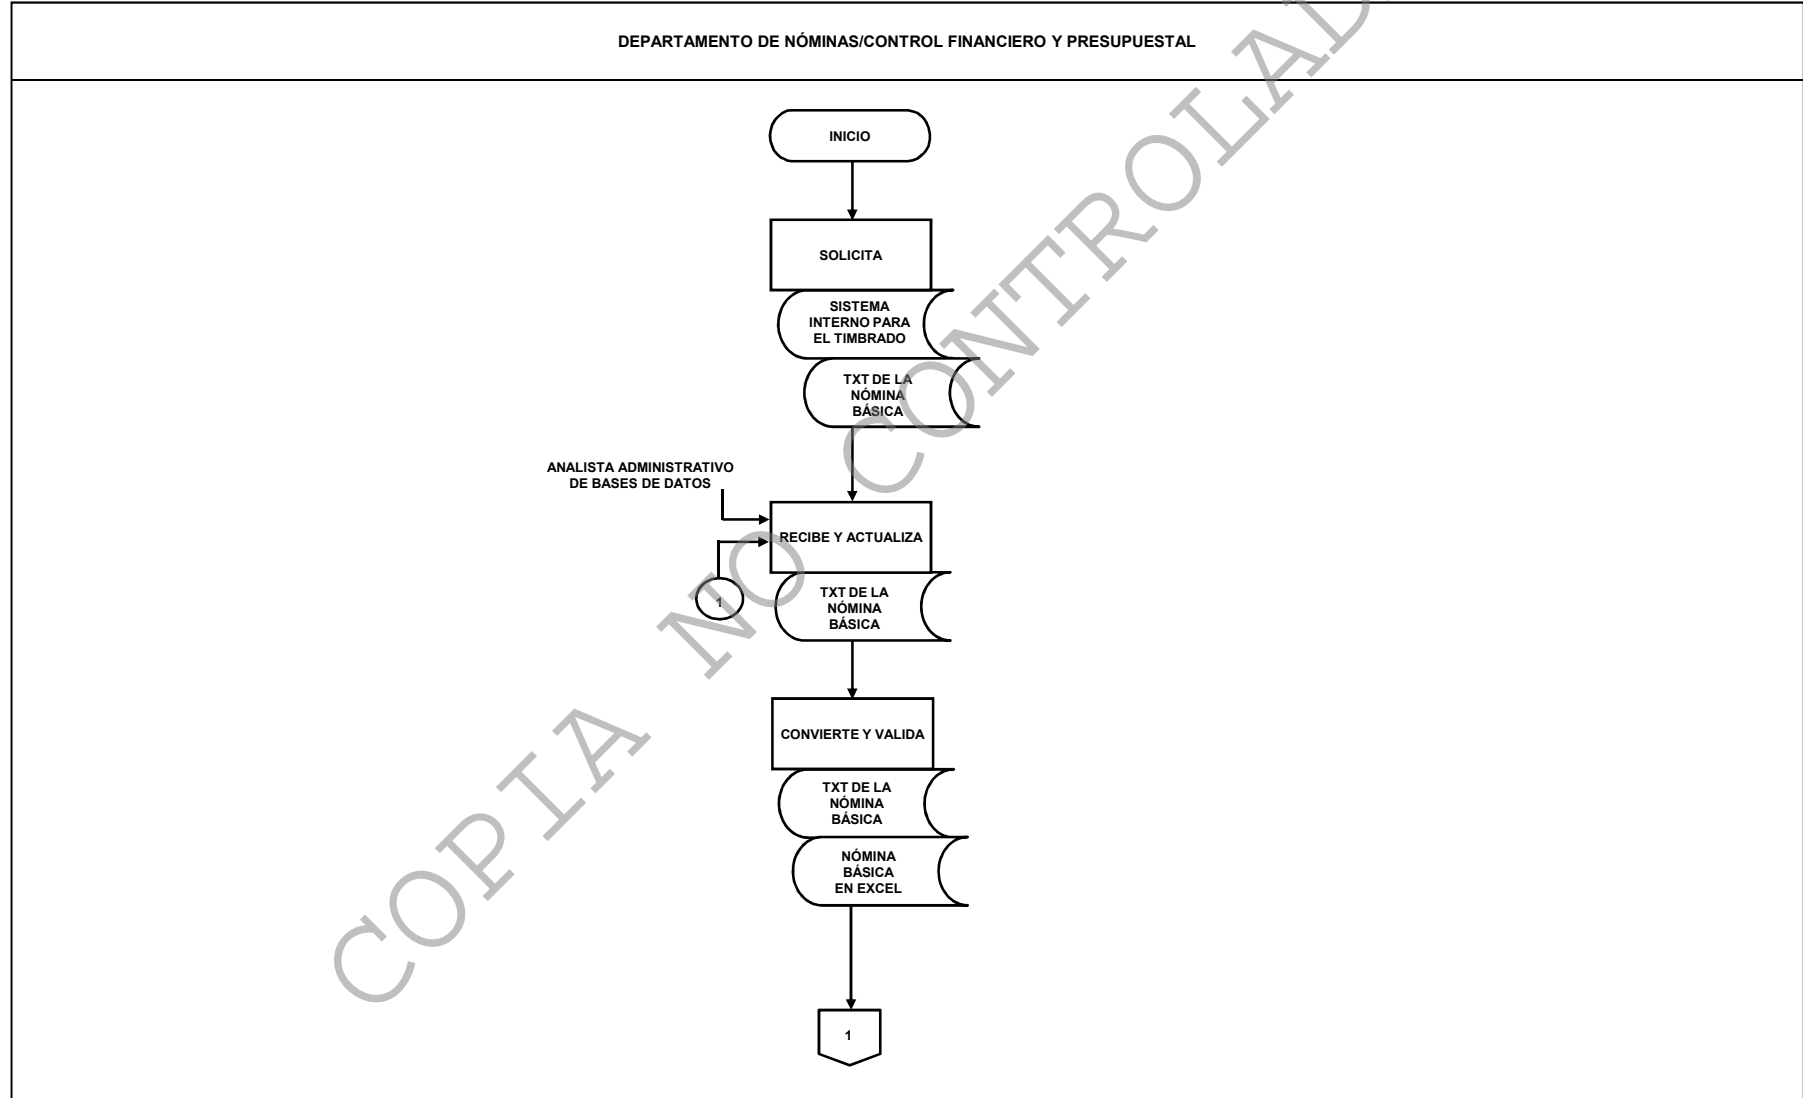 DEPARTAMENTO DE NÓMINAS/CONTROL FINANCIERO Y PRESUPUESTAL
INICIO
SOLICITA
SISTEMA
INTERNO PARA
EL TIMBRADO
TXT DE LA
NÓMINA
BÁSICA
ANALISTA ADMINISTRATIVO
DE BASES DE DATOS
RECIBE Y ACTUALIZA
1
TXT DE LA
NÓMINA
BÁSICA
CONVIERTE Y VALIDA
TXT DE LA
NÓMINA
BÁSICA
NÓMINA
BÁSICA
EN EXCEL
1
COPIA NO CONTROLAD